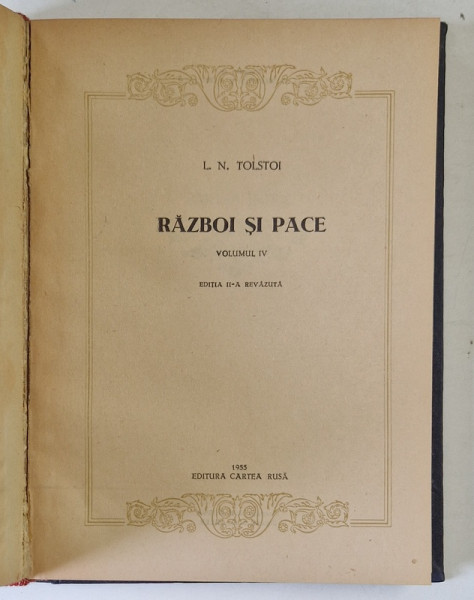 L. N. TOLSTOI
RĂZBOI ȘI PACE
VOLUMUL IV
EDIȚIA II-A REVĂZUTĂ
1955
EDITURA CARTEA RUSĂ